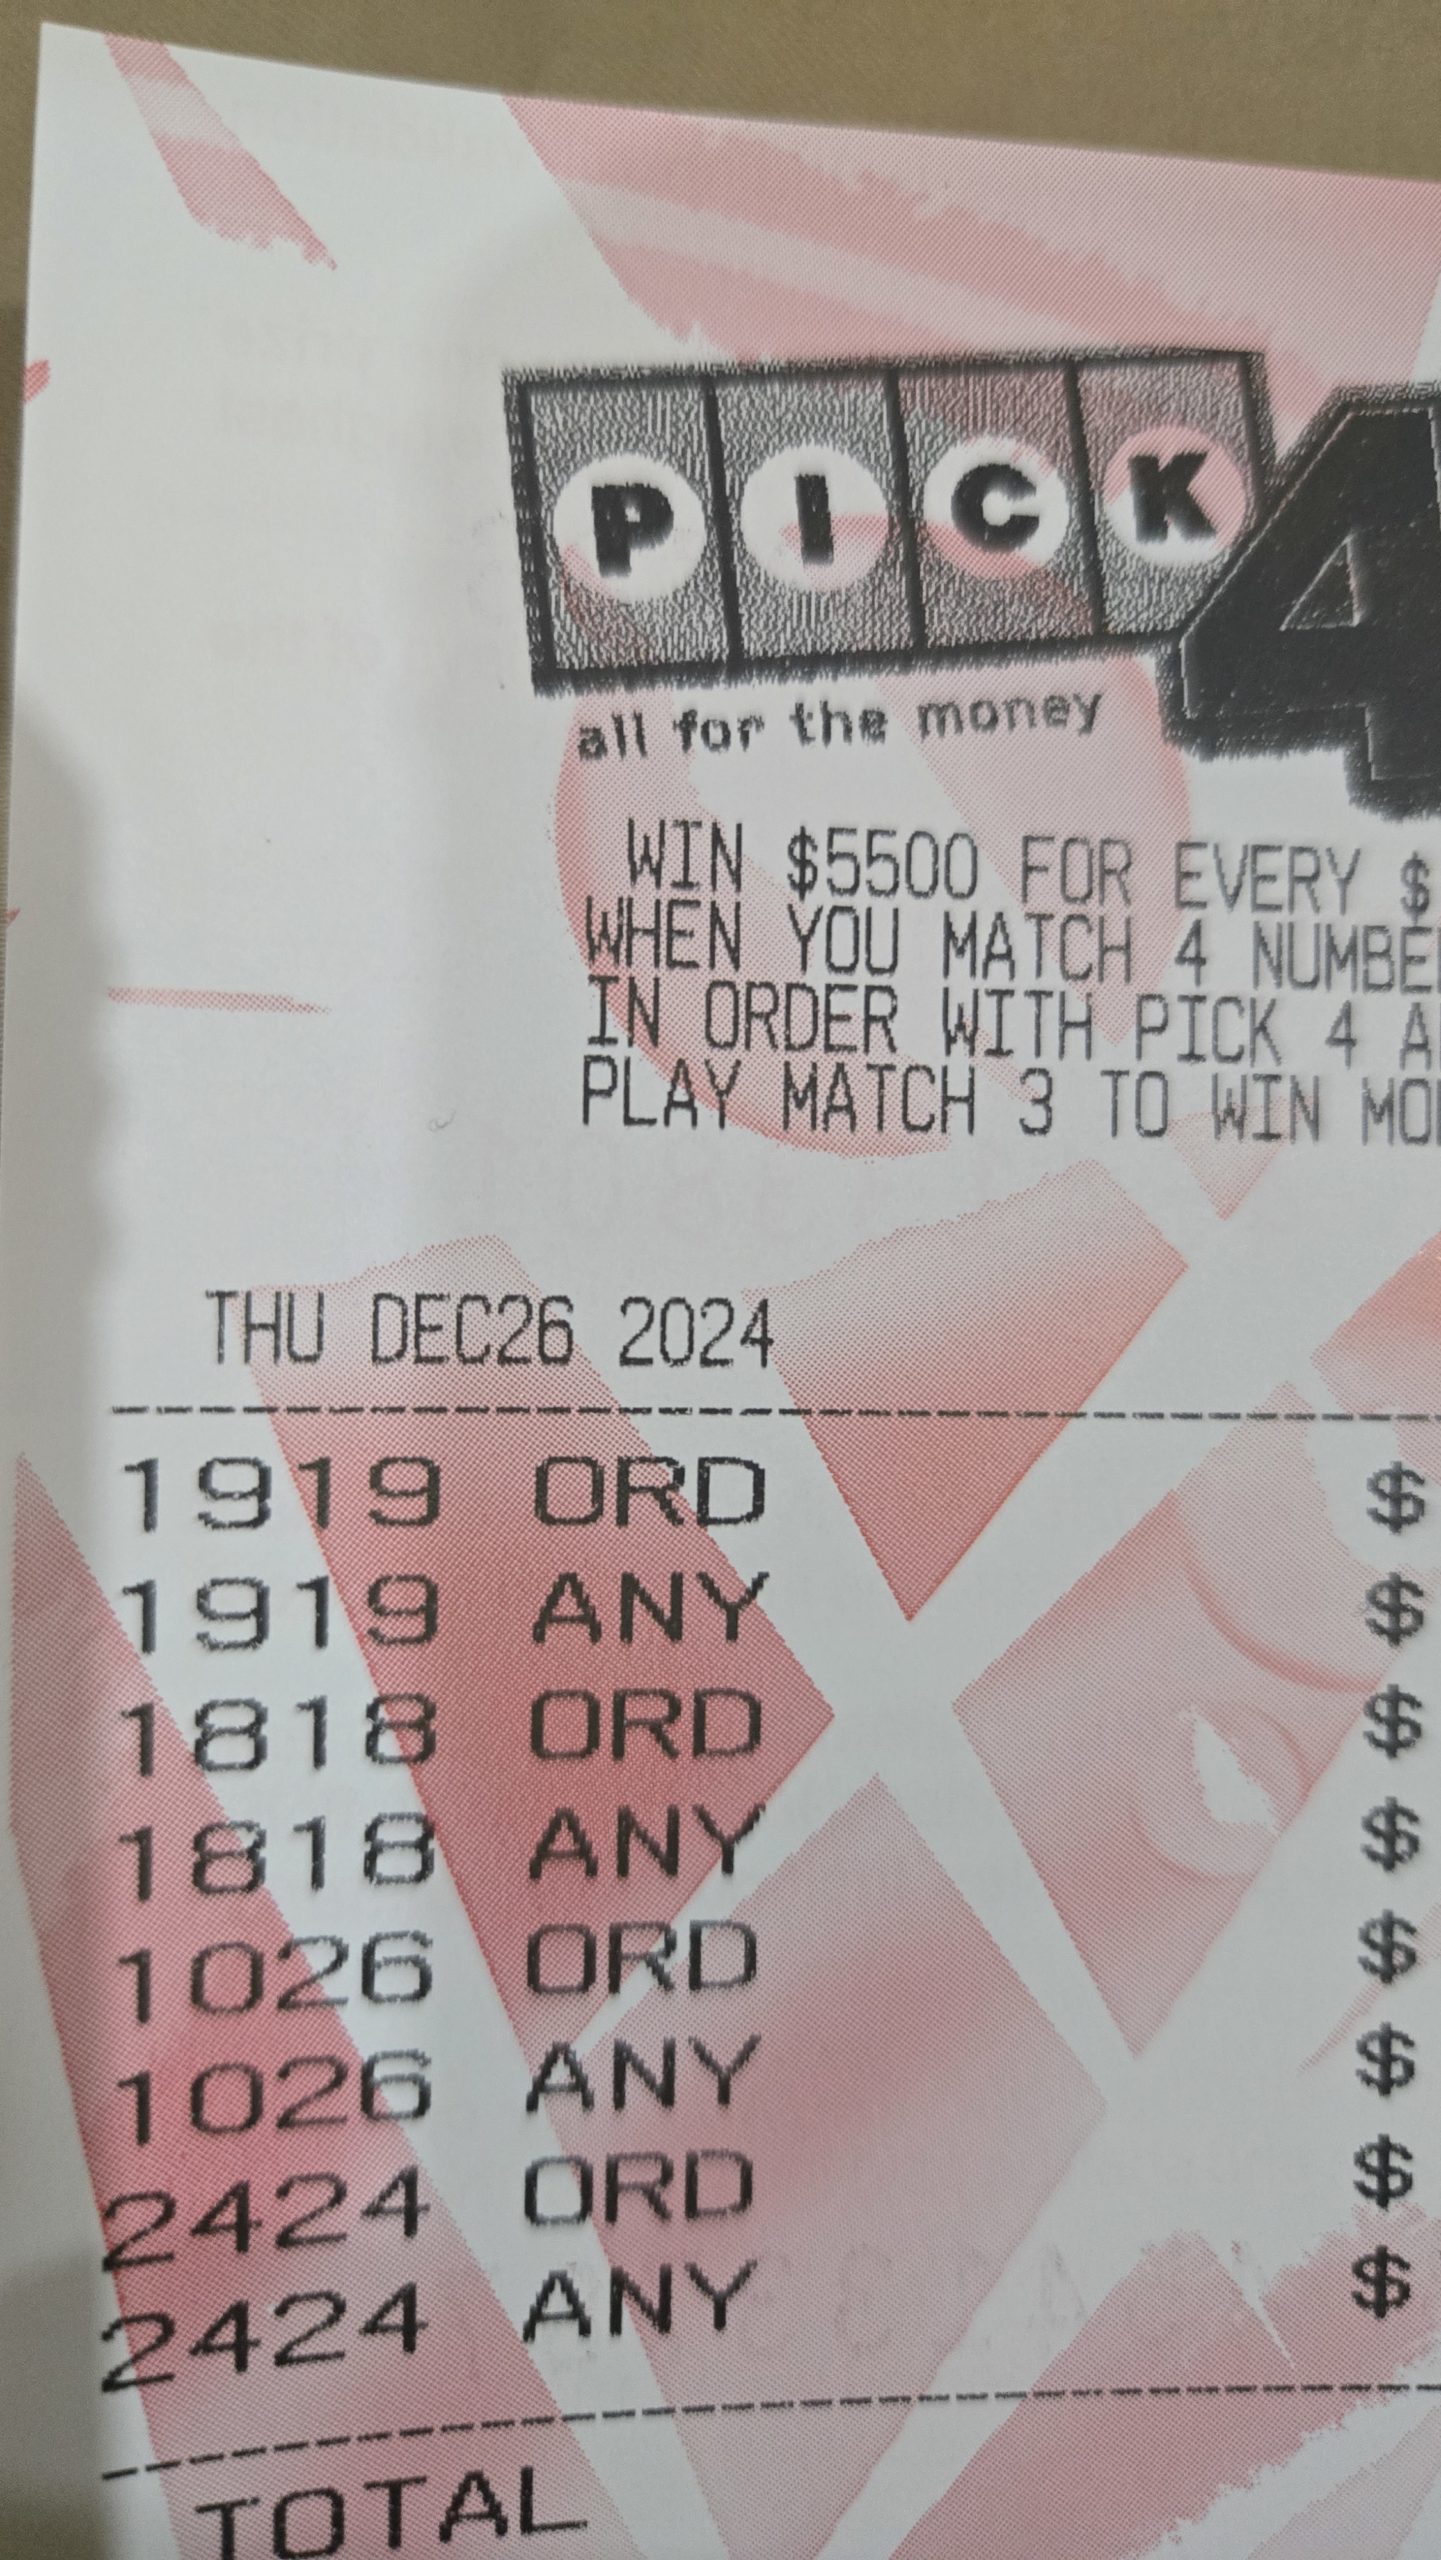 PICK 4
all for the money
WIN $5500 FOR EVERY $
WHEN YOU MATCH 4
IN ORDER WITH PICK 4
PLAY MATCH 3 TO WIN
THU DEC26 2024
1919 ORD $
1919 ANY $
1818 ORD $
1818 ANY $
1026 ORD $
1026 ANY $
2424 ORD $
2424 ANY $
TOTAL